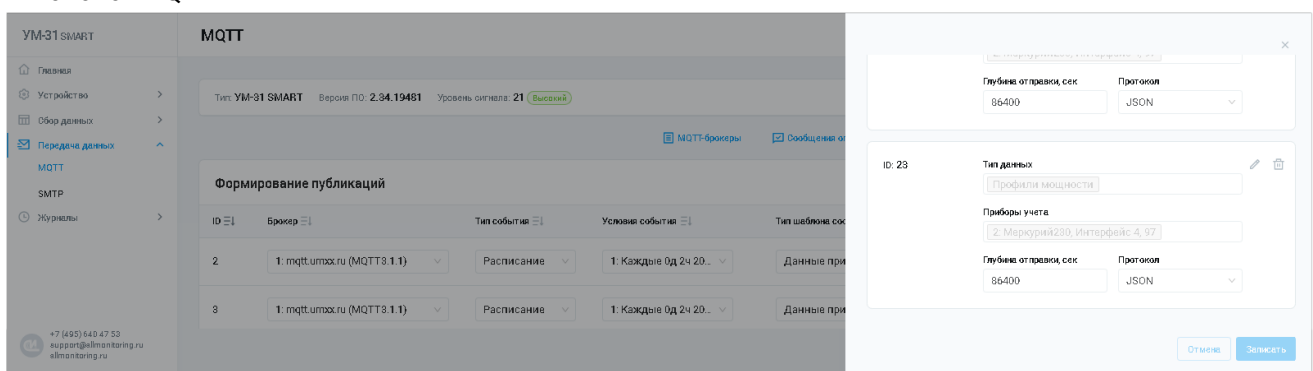 УМ-31 SMART
Главная
Устройство
Сбор данных
Передача данных
MQTT
SMTP
Журналы
+7 (495) 640 47 53
support@allmonitoring.ru
allmonitoring.ru
MQTT
Тип: УМ-31 SMART Версия ПО: 2.34.19481 Уровень сигнала: 21 Высокий
MQTT-брокеры Сообщения
Формирование публикаций
ID Брокер Тип события Условия события Тип шаблона
2 1: mqtt.umxx.ru (MQTT3.1.1) Расписание 1: Каждые 0д 2ч 20... Данные
3 1: mqtt.umxx.ru (MQTT3.1.1) Расписание 1: Каждые 0д 2ч 20... Данные
Глубина отправки, сек Протокол
86400 JSON
ID: 23 Тип данных
Профили мощности
Приборы учета
2: Меркурий230, Интерфейс 4, 97
Глубина отправки, сек Протокол
86400 JSON
Отмена Записать